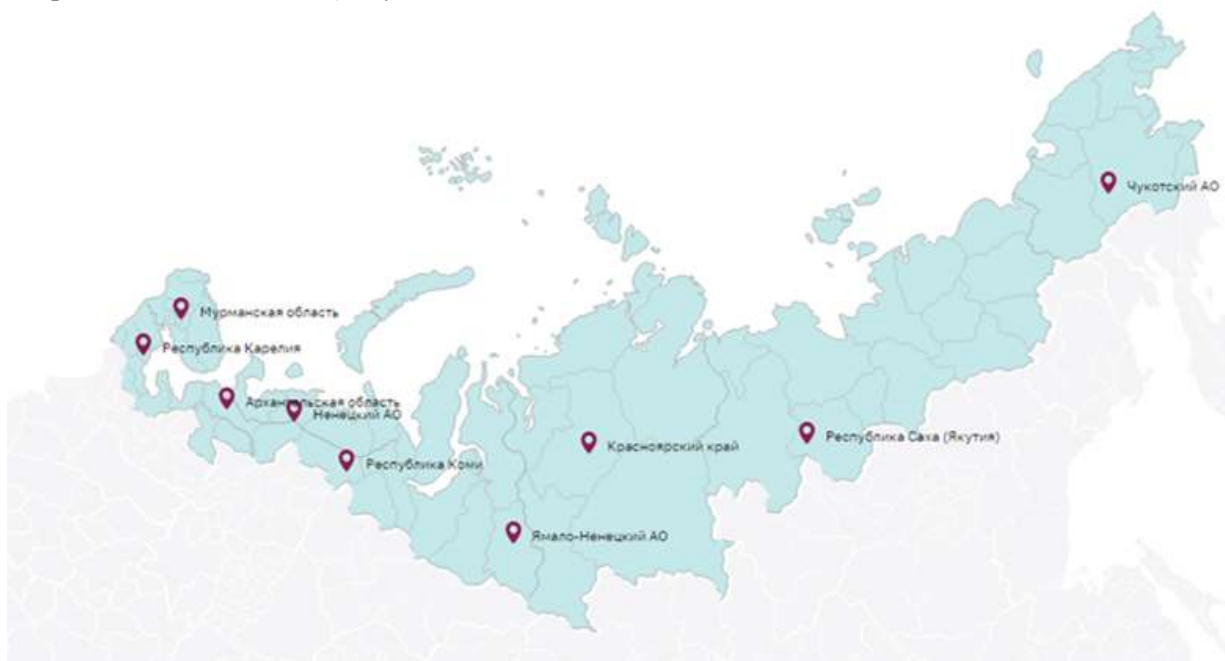 Чукотский АО
Мурманская область
Республика Карелия
Архангельская область
Ненецкий АО
Республика Коми
Красноярский край
Республика Саха (Якутия)
Ямало-Ненецкий АО